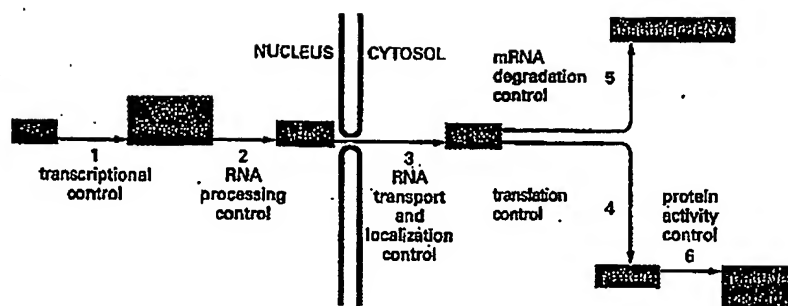 NUCLEUS
CYTOSOL
mRNA
degradation
control
5
1
transcriptional
control
2
RNA
processing
control
3
RNA
transport
and
localization
control
translation
control
4
protein
activity
control
6